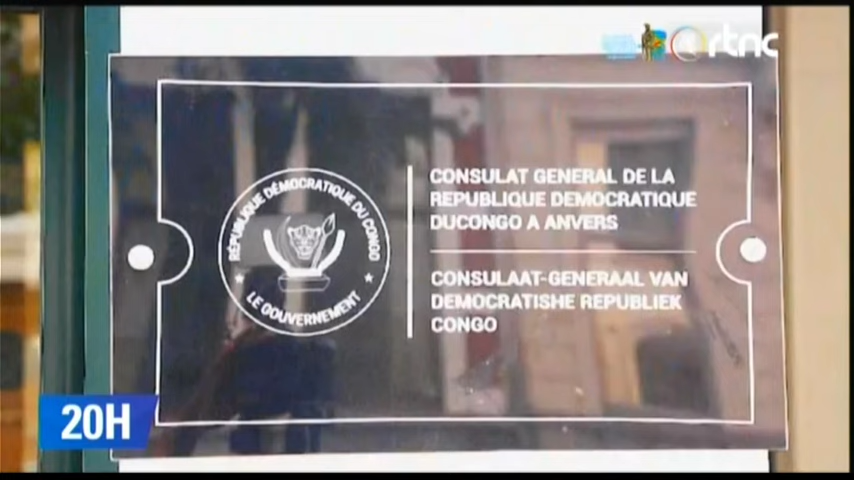 rtnc
CONSULAT GENERAL DE LA
REPUBLIQUE DEMOCRATIQUE
DUCONGO A ANVERS
RÉPUBLIQUE DÉMOCRATIQUE DU CONGO
LE GOUVERNEMENT
CONSULAAT-GENERAAL VAN
DEMOCRATISHE REPUBLIEK
CONGO
20H